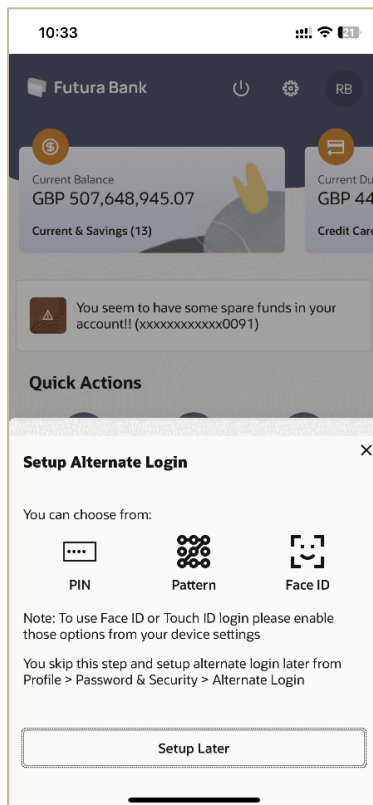 10:33
21
Futura Bank
RB
Current Balance
GBP 507,648,945.07
Current & Savings (13)
Current Du
GBP 44
Credit Card
You seem to have some spare funds in your
account!! (xxxxxxxxxxxx0091)
Quick Actions
Setup Alternate Login
You can choose from:
PIN
Pattern
Face ID
Note: To use Face ID or Touch ID login please enable
those options from your device settings
You skip this step and setup alternate login later from
Profile > Password & Security > Alternate Login
Setup Later